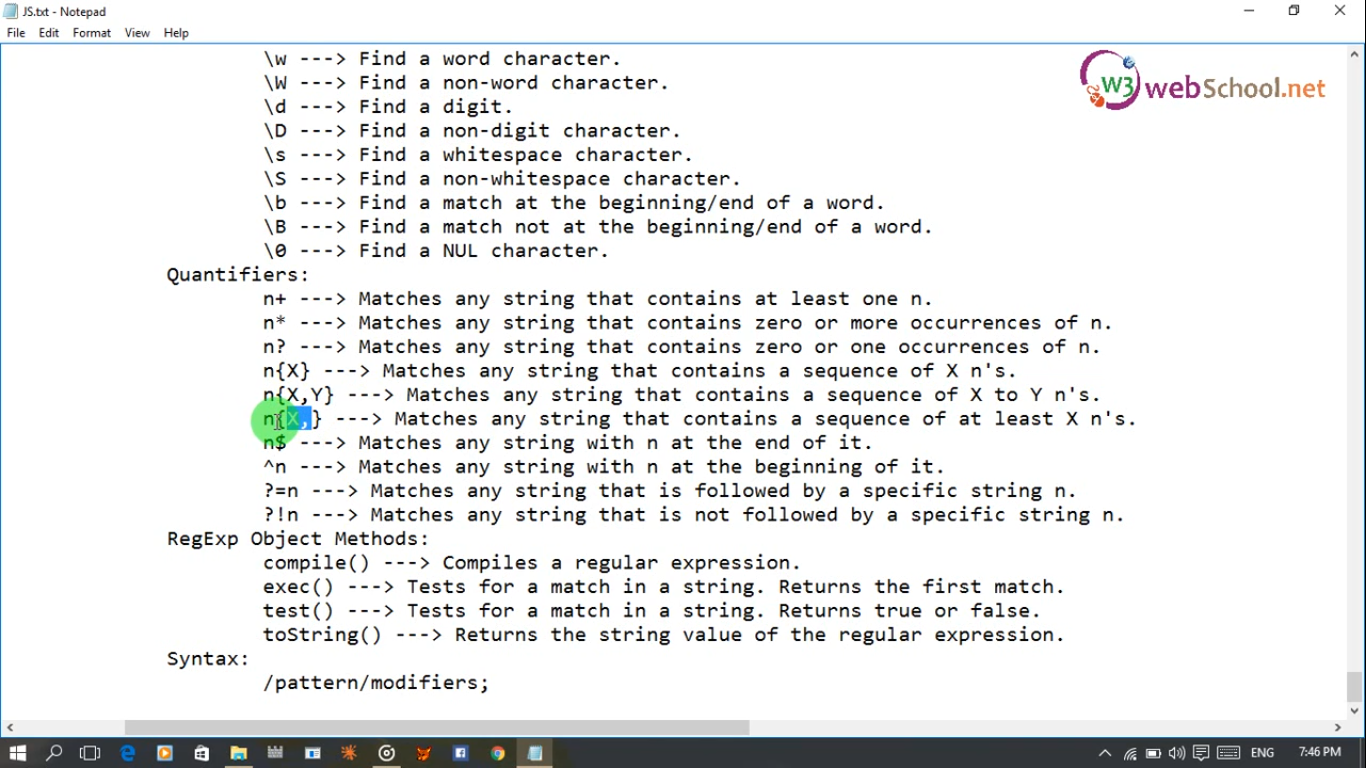 JS.txt - Notepad
File Edit Format View Help
\w ---> Find a word character.
\W ---> Find a non-word character.
\d ---> Find a digit.
\D ---> Find a non-digit character.
\s ---> Find a whitespace character.
\S ---> Find a non-whitespace character.
\b ---> Find a match at the beginning/end of a word.
\B ---> Find a match not at the beginning/end of a word.
\0 ---> Find a NUL character.
Quantifiers:
n+ ---> Matches any string that contains at least one n.
n* ---> Matches any string that contains zero or more occurrences of n.
n? ---> Matches any string that contains zero or one occurrences of n.
n{X} ---> Matches any string that contains a sequence of X n's.
n{X,Y} ---> Matches any string that contains a sequence of X to Y n's.
n{X,} ---> Matches any string that contains a sequence of at least X n's.
n$ ---> Matches any string with n at the end of it.
^n ---> Matches any string with n at the beginning of it.
?=n ---> Matches any string that is followed by a specific string n.
?!n ---> Matches any string that is not followed by a specific string n.
RegExp Object Methods:
compile() ---> Compiles a regular expression.
exec() ---> Tests for a match in a string. Returns the first match.
test() ---> Tests for a match in a string. Returns true or false.
toString() ---> Returns the string value of the regular expression.
Syntax:
/pattern/modifiers;
W3 webSchool.net
ENG 7:46 PM